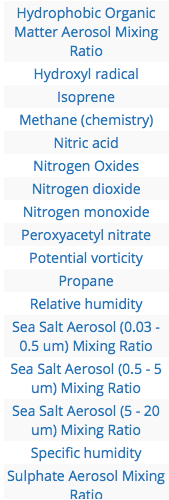 Hydrophobic Organic
Matter Aerosol Mixing
Ratio
Hydroxyl radical
Isoprene
Methane (chemistry)
Nitric acid
Nitrogen Oxides
Nitrogen dioxide
Nitrogen monoxide
Peroxyacetyl nitrate
Potential vorticity
Propane
Relative humidity
Sea Salt Aerosol (0.03 -
0.5 um) Mixing Ratio
Sea Salt Aerosol (0.5 - 5
um) Mixing Ratio
Sea Salt Aerosol (5 - 20
um) Mixing Ratio
Specific humidity
Sulphate Aerosol Mixing
Ratio